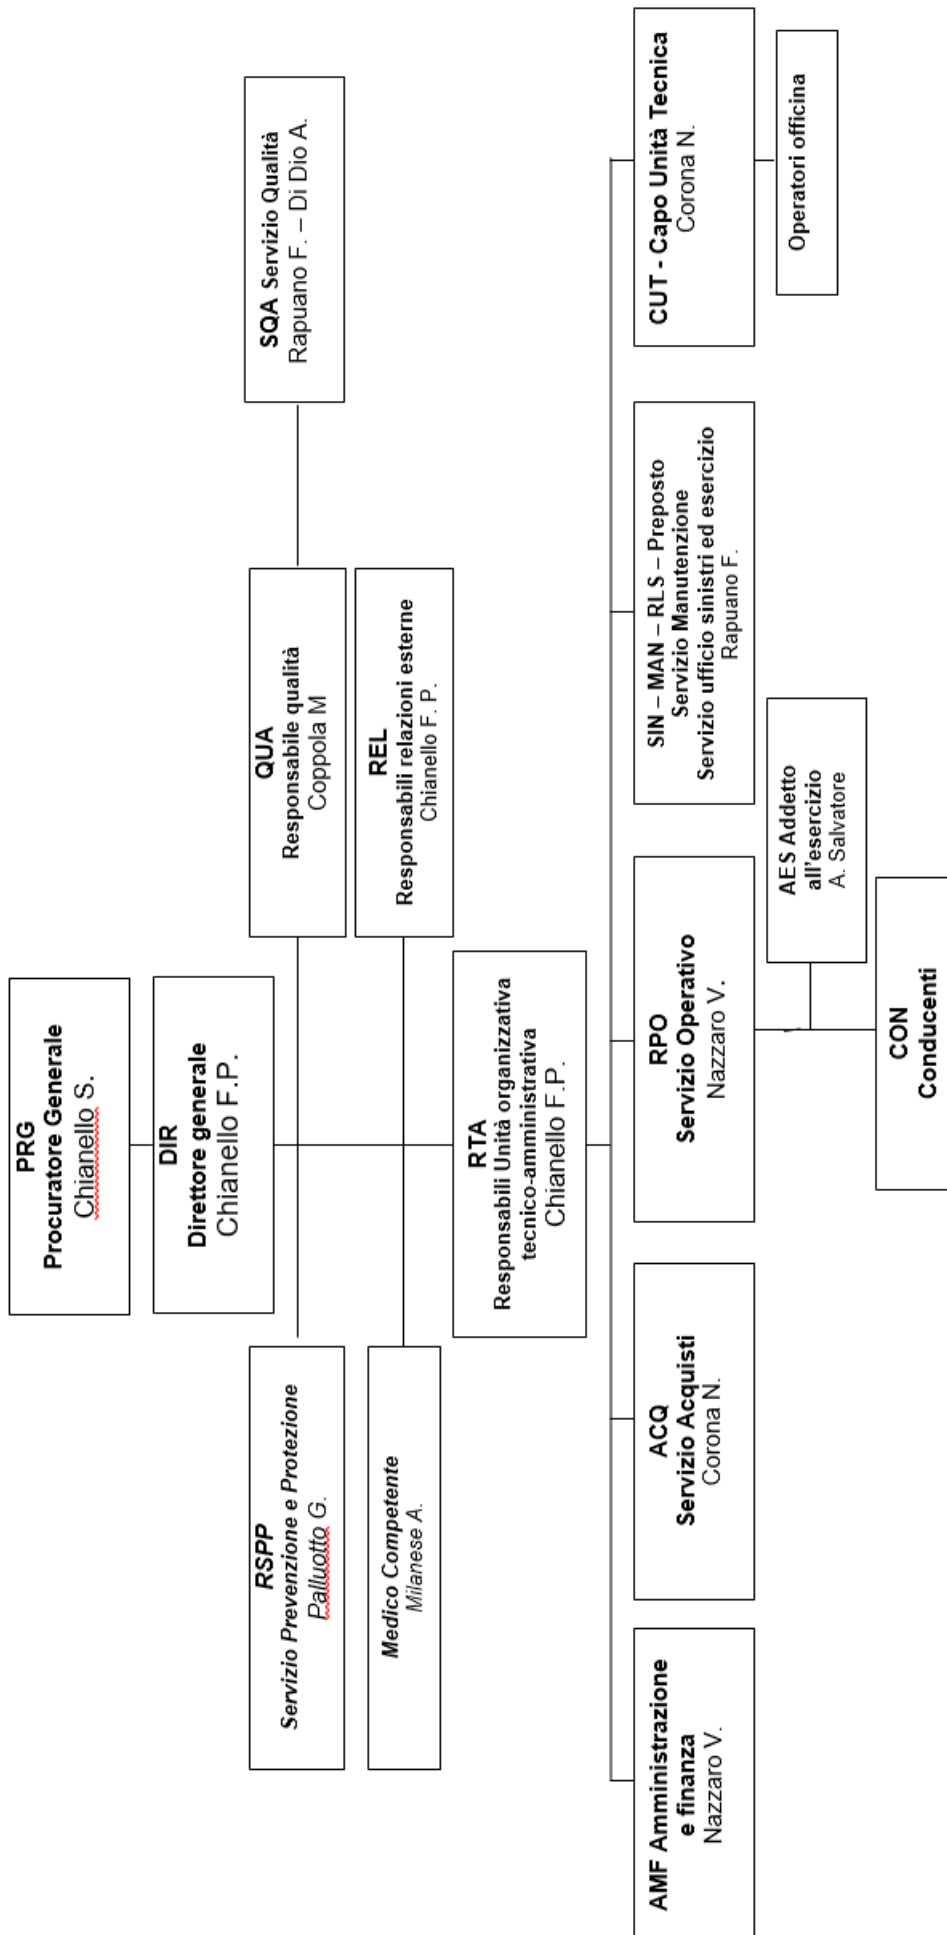 PRG
Procuratore Generale
Chianello S.
DIR
Direttore generale
Chianello F.P.
RSPP
Servizio Prevenzione e Protezione
Palluotto G.
QUA
Responsabile qualità
Coppola M
SQA Servizio Qualità
Rapuano F. – Di Dio A.
Medico Competente
Milanese A.
REL
Responsabili relazioni esterne
Chianello F. P.
RTA
Responsabili Unità organizzativa
tecnico-amministrativa
Chianello F.P.
AMF Amministrazione
e finanza
Nazzaro V.
ACQ
Servizio Acquisti
Corona N.
RPO
Servizio Operativo
Nazzaro V.
SIN – MAN – RLS – Preposto
Servizio Manutenzione
Servizio ufficio sinistri ed esercizio
Rapuano F.
CUT - Capo Unità Tecnica
Corona N.
AES Addetto
all'esercizio
A. Salvatore
Operatori officina
CON
Conducenti